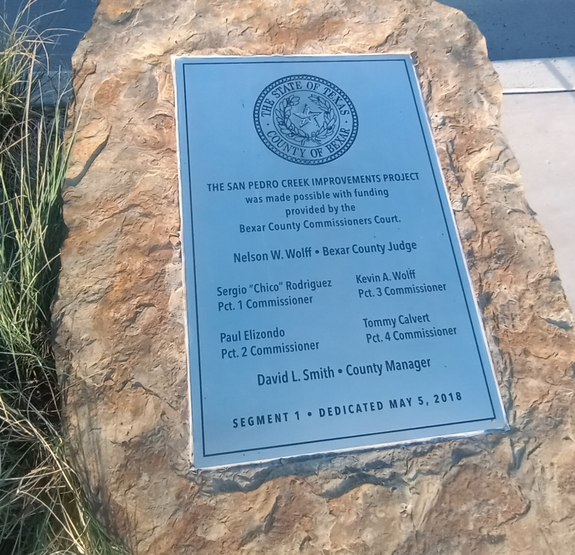 THE STATE OF TEXAS
COUNTY OF BEXAR
THE SAN PEDRO CREEK IMPROVEMENTS PROJECT
was made possible with funding
provided by the
Bexar County Commissioners Court.
Nelson W. Wolff • Bexar County Judge
Sergio "Chico" Rodriguez
Pct. 1 Commissioner
Kevin A. Wolff
Pct. 3 Commissioner
Paul Elizondo
Pct. 2 Commissioner
Tommy Calvert
Pct. 4 Commissioner
David L. Smith • County Manager
SEGMENT 1 • DEDICATED MAY 5, 2018